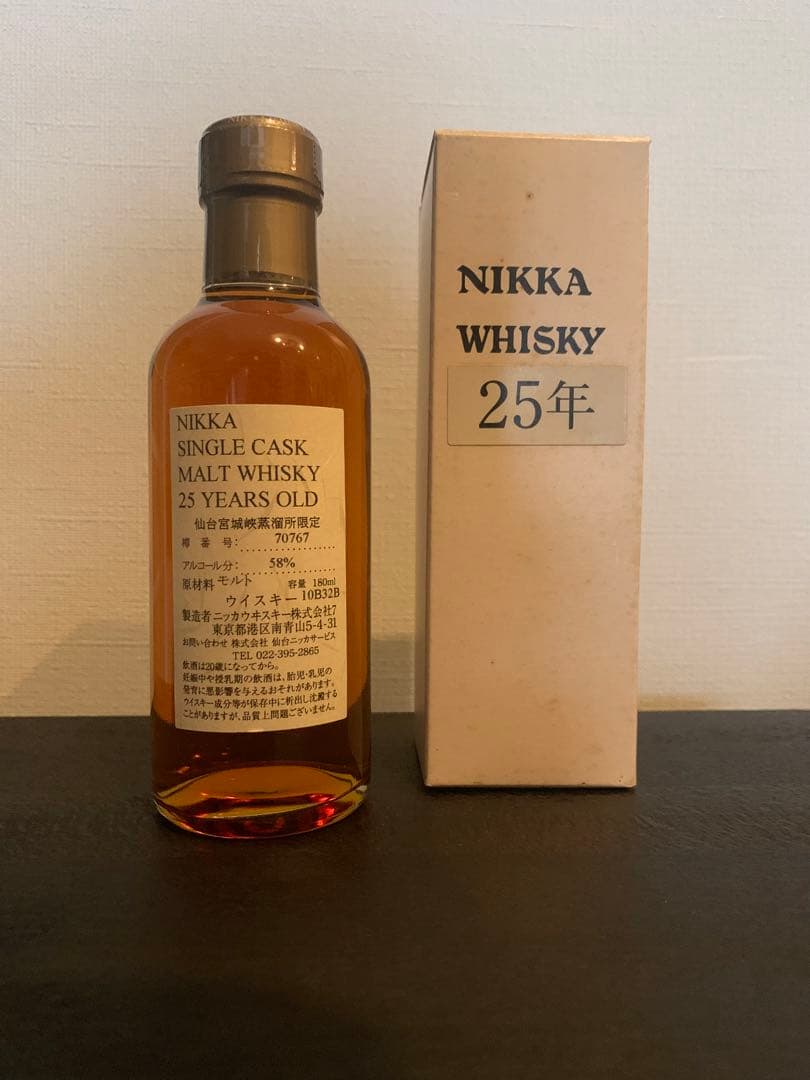 NIKKA
SINGLE CASK
MALT WHISKY
25 YEARS OLD
仙台宮城峡蒸溜所限定
樽番号: 70767
アルコール分: 58%
原材料 モルト 容量 180ml
ウイスキー 10B32B
製造者 ニッカウヰスキー株式会社7
東京都港区南青山5-4-31
お問い合わせ 株式会社 仙台ニッカサービス
TEL 022-395-2865
飲酒は20歳になってから。
妊娠中や授乳期の飲酒は、胎児・乳児の
発育に悪影響を与えるおそれがあります。
ウイスキー成分等が保存中に析出し沈澱する
ことがありますが、品質上問題ございません。
NIKKA
WHISKY
25年